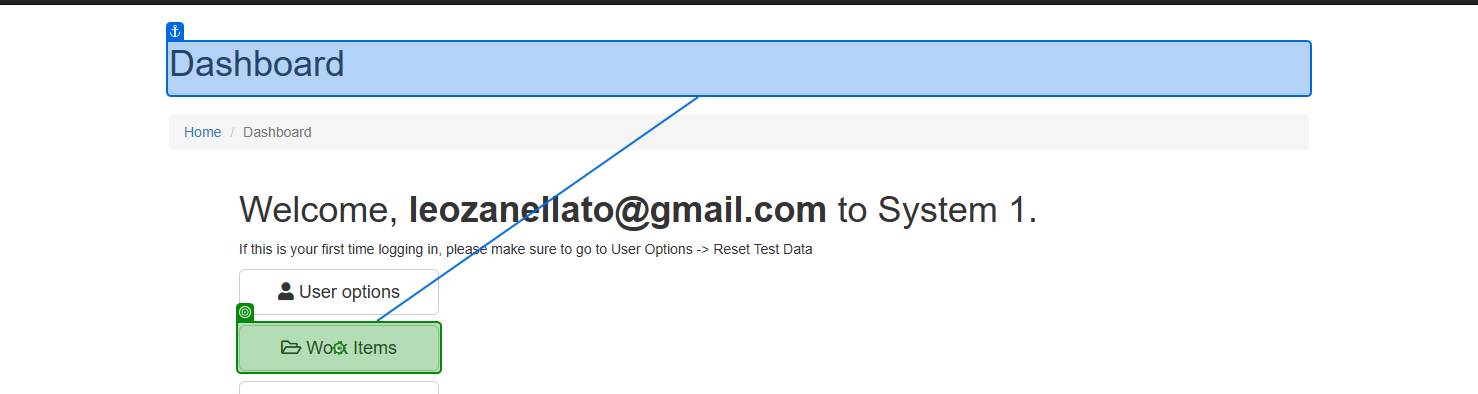 Dashboard
Home / Dashboard
Welcome, leozanellato@gmail.com to System 1.
If this is your first time logging in, please make sure to go to User Options -> Reset Test Data
User options
Work Items